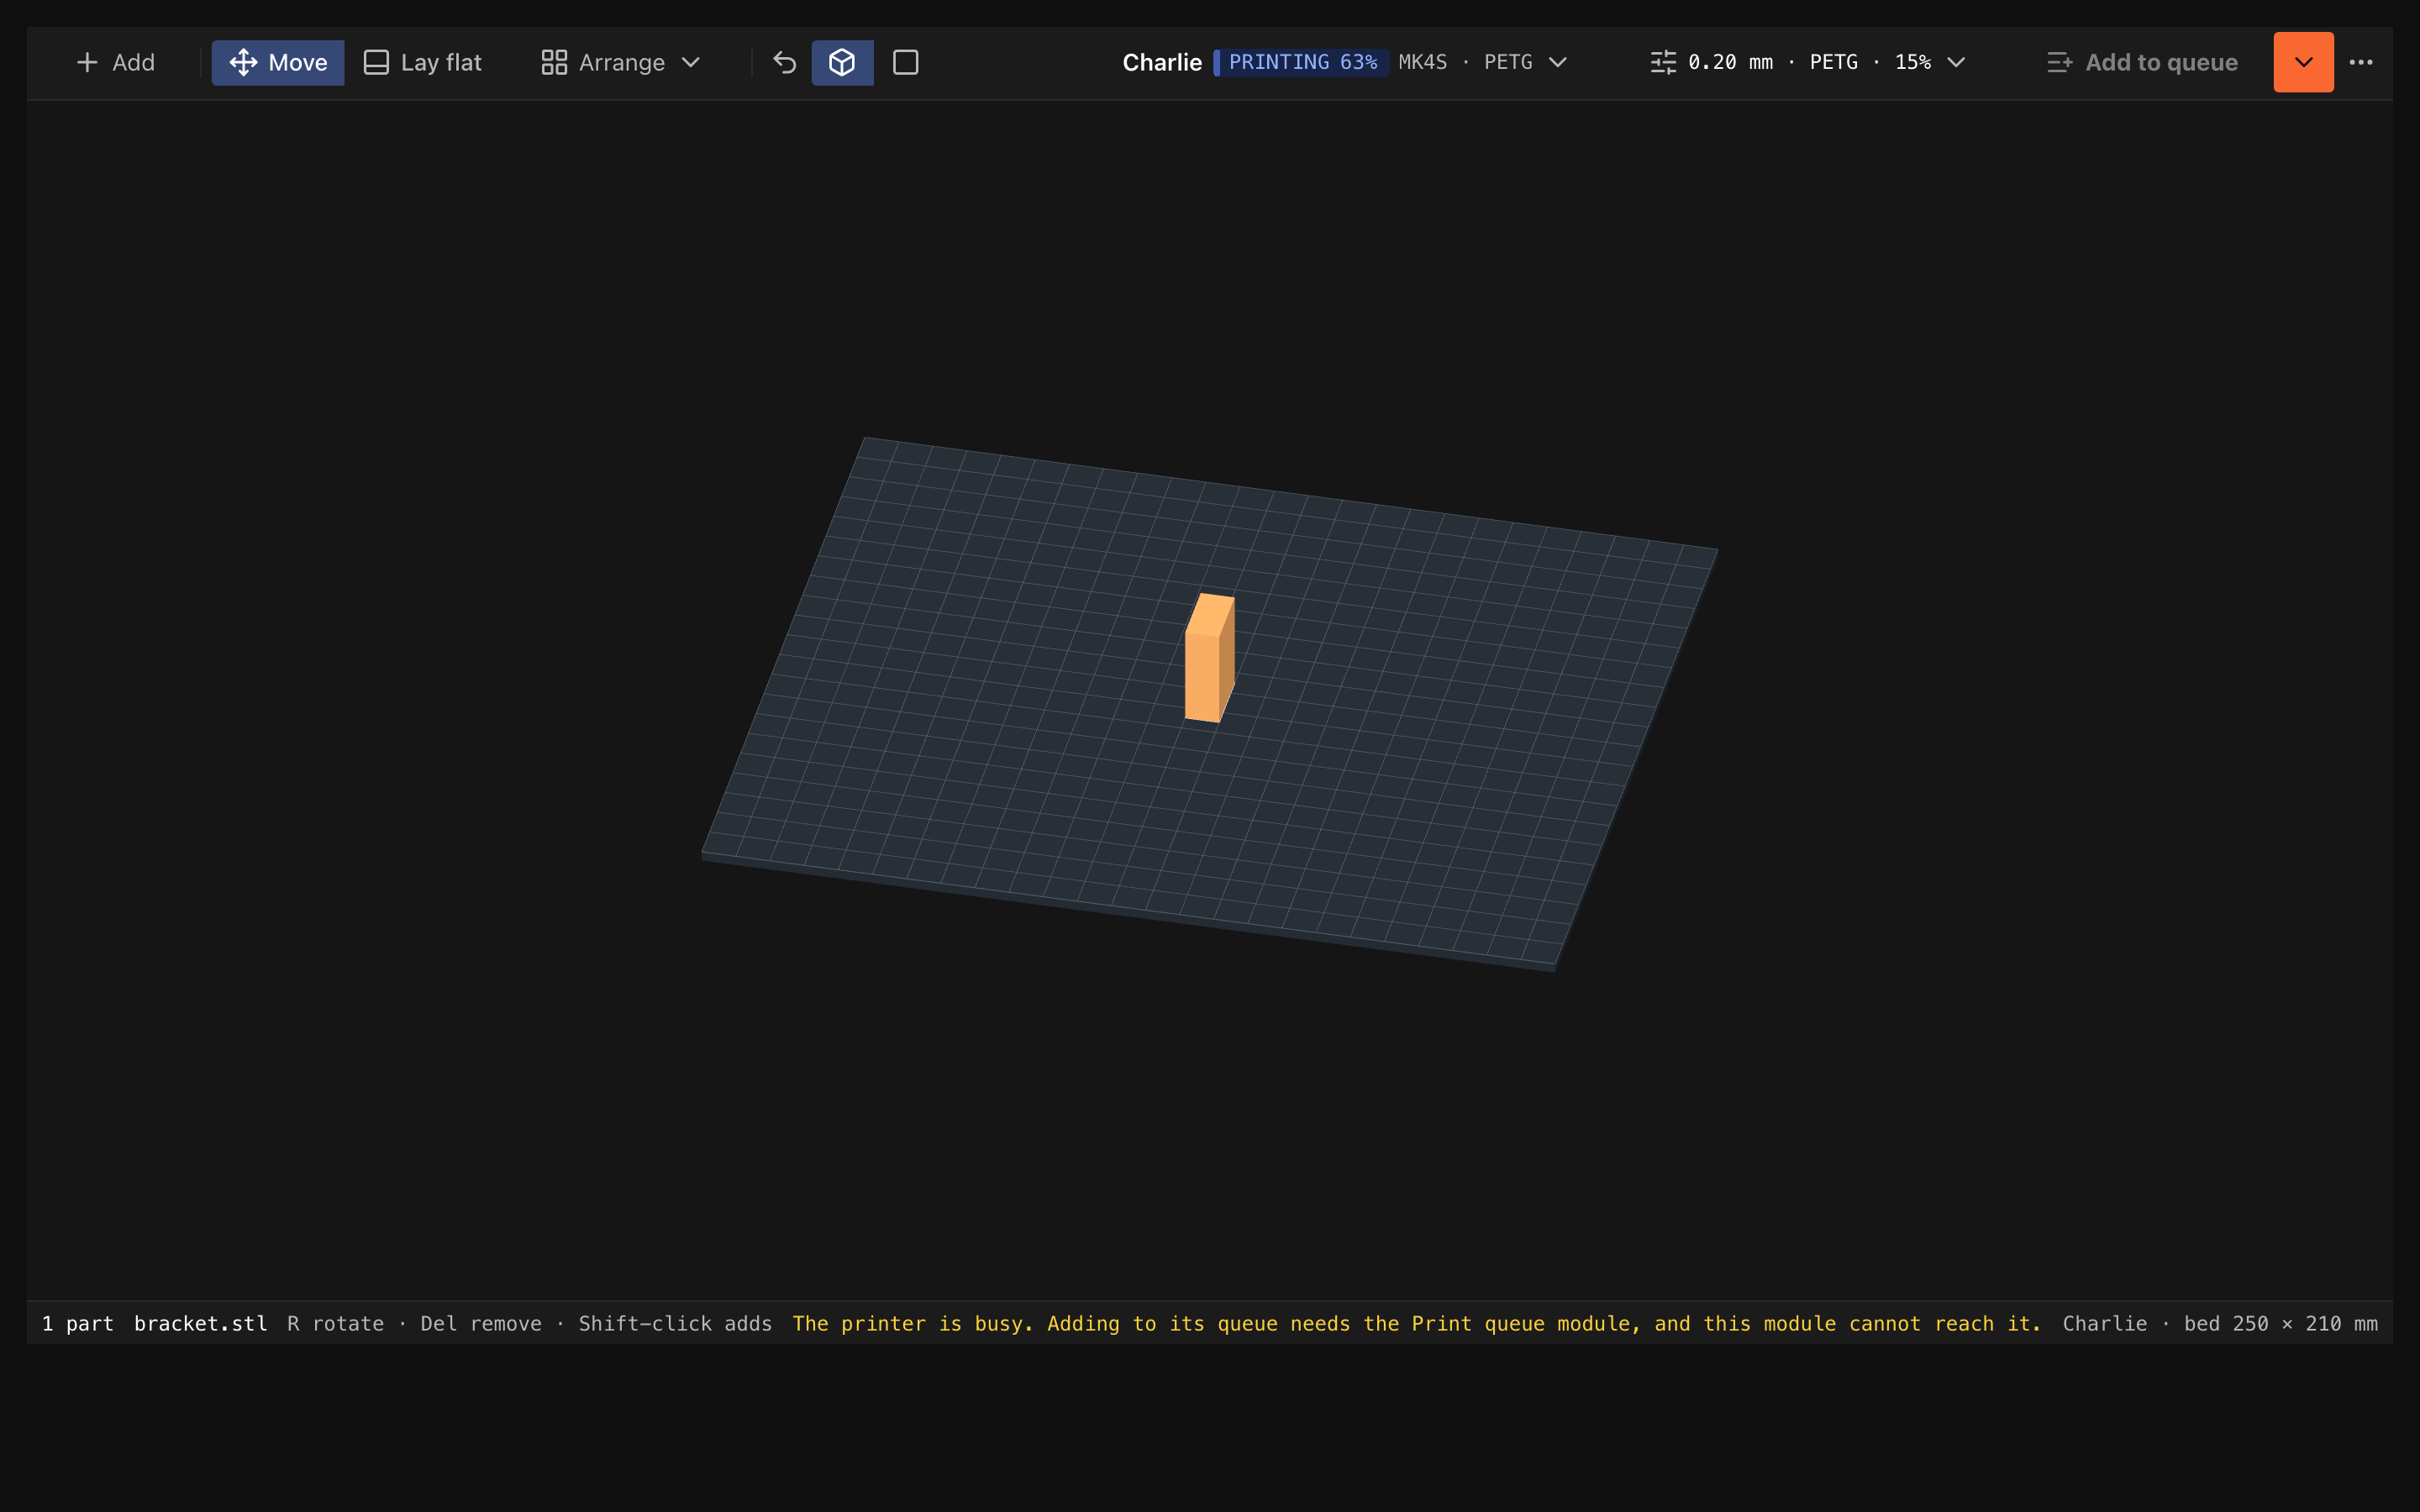 Add Move Lay flat Arrange Charlie PRINTING 63% MK4S · PETG 0.20 mm · PETG · 15% Add to queue
1 part bracket.stl R rotate · Del remove · Shift-click adds The printer is busy. Adding to its queue needs the Print queue module, and this module cannot reach it. Charlie · bed 250 × 210 mm